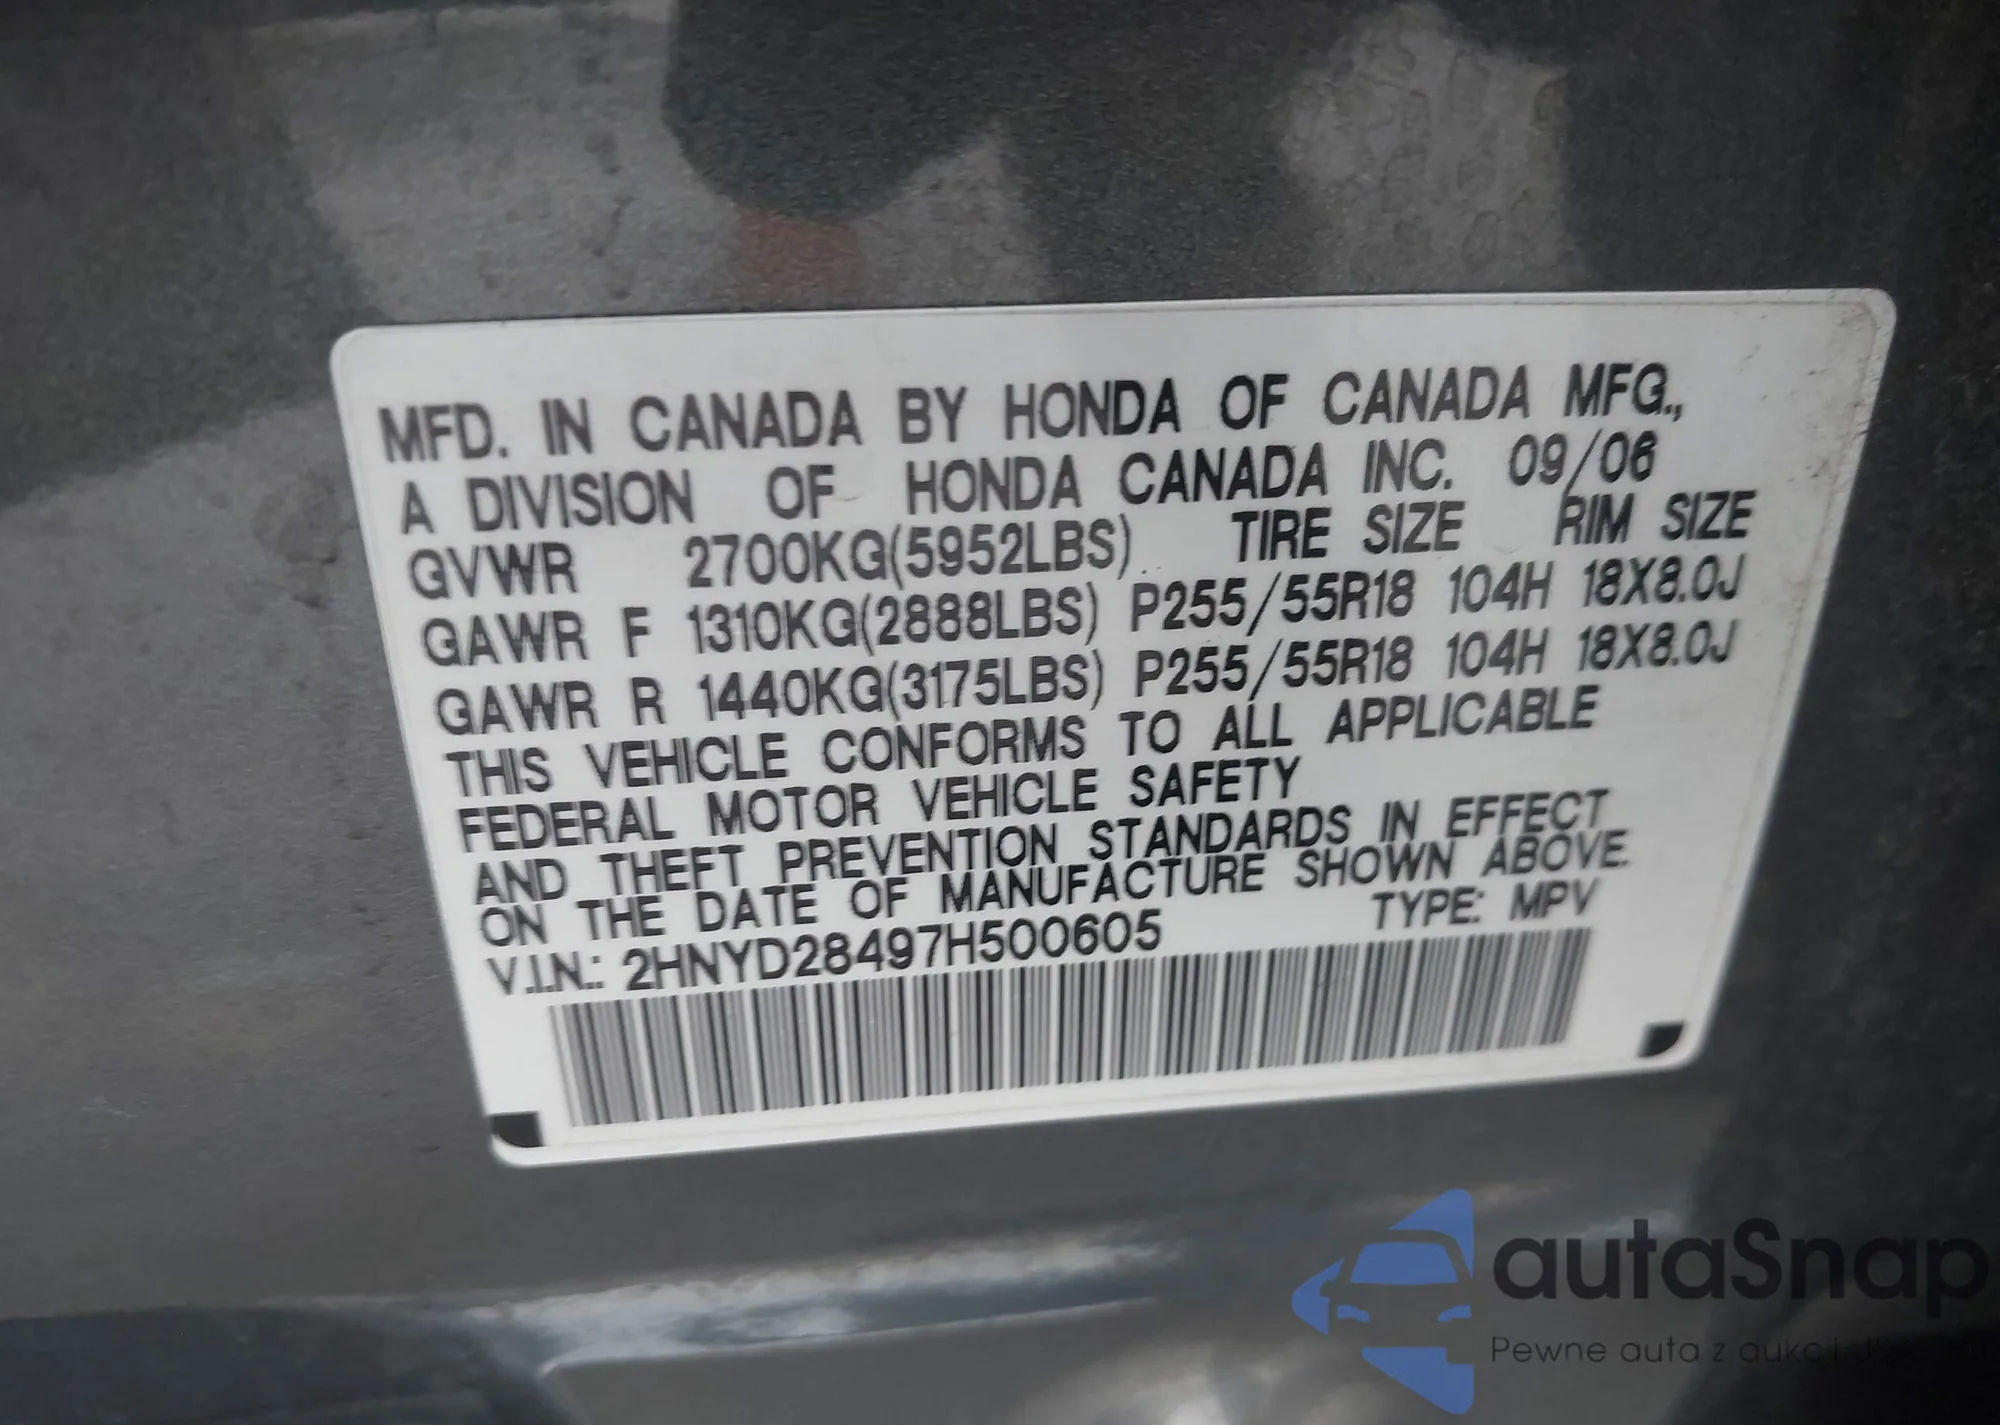 MFD. IN CANADA BY HONDA OF CANADA MFG.,
A DIVISION OF HONDA CANADA INC. 09/06
GVWR 2700KG(5952LBS) TIRE SIZE RIM SIZE
GAWR F 1310KG(2888LBS) P255/55R18 104H 18X8.0J
GAWR R 1440KG(3175LBS) P255/55R18 104H 18X8.0J
THIS VEHICLE CONFORMS TO ALL APPLICABLE
FEDERAL MOTOR VEHICLE SAFETY
AND THEFT PREVENTION STANDARDS IN EFFECT
ON THE DATE OF MANUFACTURE SHOWN ABOVE.
V.I.N.: 2HNYD28497H500605 TYPE: MPV
autaSnap
Pewne auta z aukcji